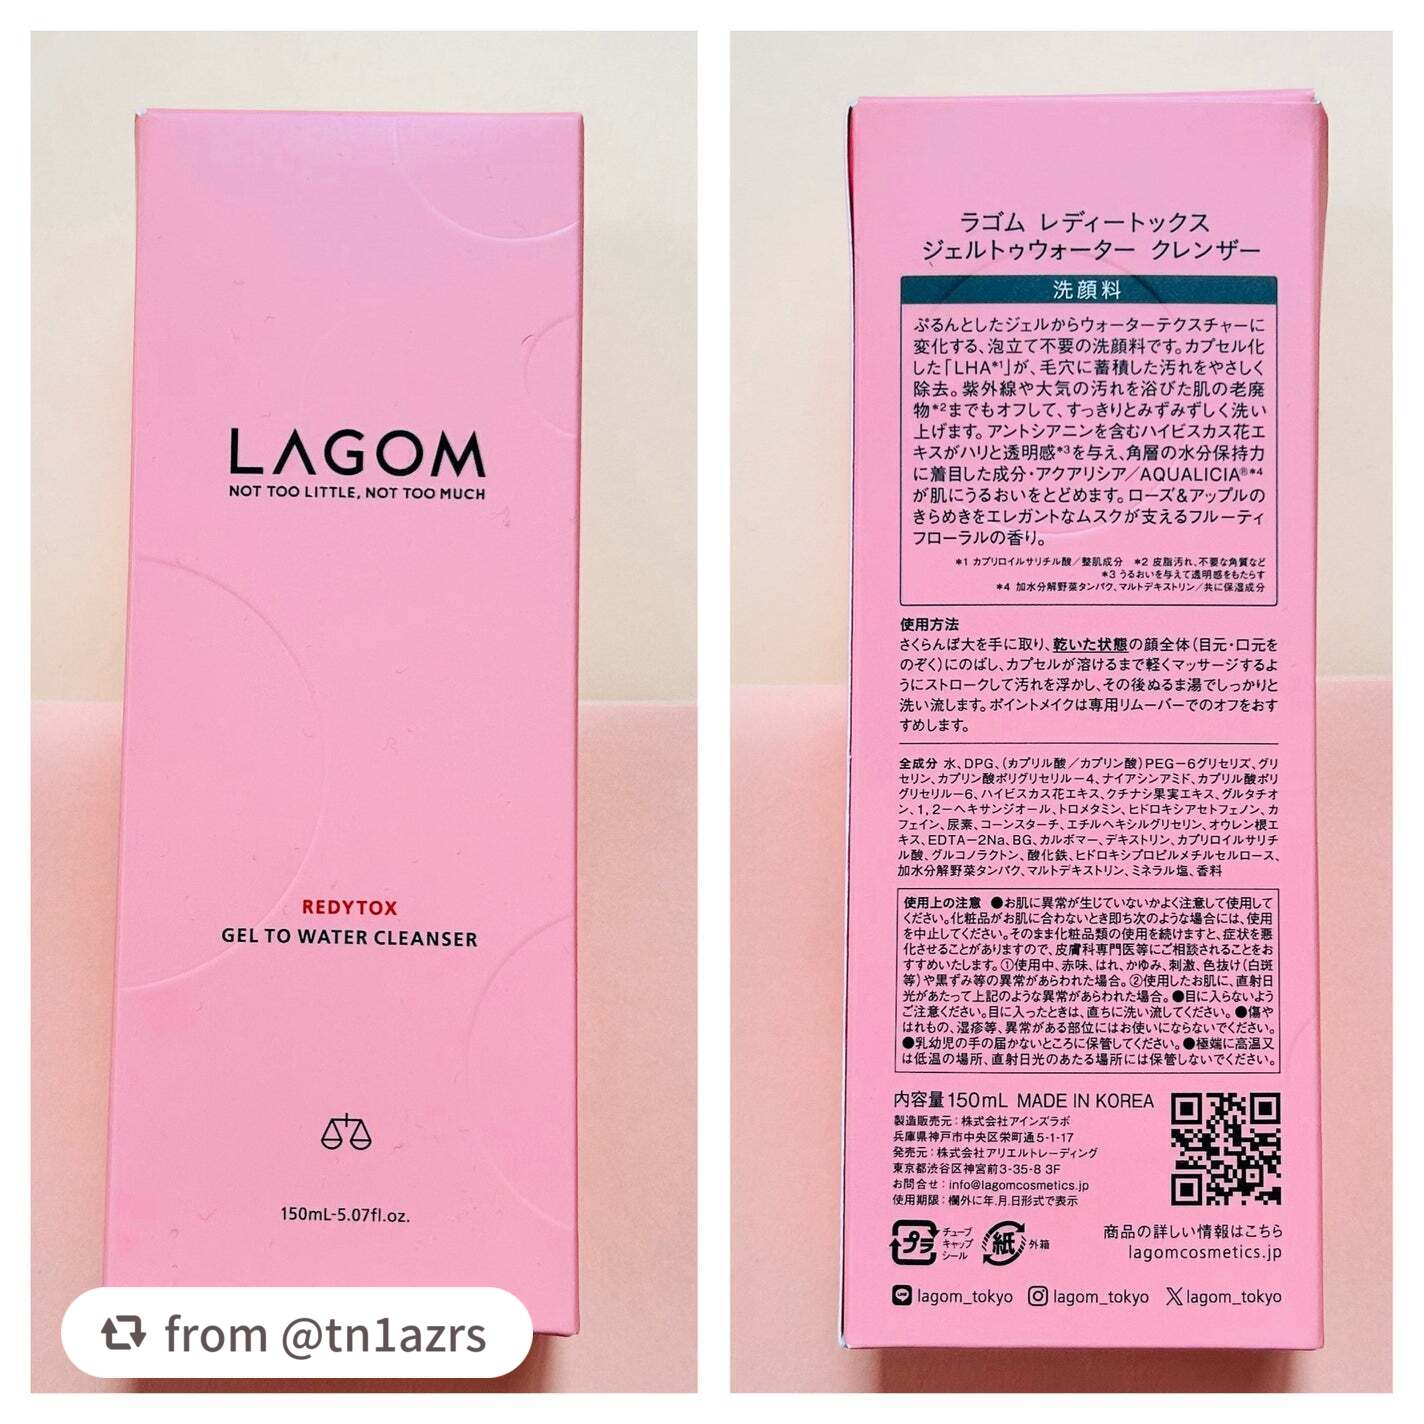 LAGOM
NOT TOO LITTLE, NOT TOO MUCH
REDYTOX
GEL TO WATER CLEANSER
150mL-5.07fl.oz.
from @tn1azrs
ラゴム レディートックス
ジェルトゥウォーター クレンザー
洗顔料
ぷるんとしたジェルからウォーターテクスチャーに
変化する、泡立て不要の洗顔料です。カプセル化
した「LHA*1」が、毛穴に蓄積した汚れをやさしく
除去。紫外線や大気の汚れを浴びた肌の老廃
物*2までもオフして、すっきりとみずみずしく洗い
上げます。アントシアニンを含むハイビスカス花エ
キスがハリと透明感*3を与え、角層の水分保持力
に着目した成分・アクアリシア/AQUALICIA®*4
が肌にうるおいをとどめます。ローズ&アップルの
きらめきをエレガントなムスクが支えるフルーティ
フローラルの香り。
*1 カプリロイルサリチル酸/整肌成分 *2 皮脂汚れ、不要な角質など
*3 うるおいを与えて透明感をもたらす
*4 加水分解野菜タンパク、マルトデキストリン/共に保湿成分
使用方法
さくらんぼ大を手に取り、乾いた状態の顔全体(目元・口元を
のぞく)にのばし、カプセルが溶けるまで軽くマッサージするよ
うにストロークして汚れを浮かし、その後ぬるま湯でしっかりと
洗い流します。ポイントメイクは専用リムーバーでのオフをおす
すめします。
全成分 水、DPG、(カプリル酸/カプリン酸)PEG-6グリセリズ、グリ
セリン、カプリン酸ポリグリセリル-4、ナイアシンアミド、カプリル酸ポリ
グリセリル-6、ハイビスカス花エキス、クチナシ果実エキス、グルタチオ
ン、1,2-ヘキサンジオール、トロメタミン、ヒドロキシアセトフェノン、カ
フェイン、尿素、コーンスターチ、エチルヘキシルグリセリン、オウレン根エ
キス、EDTA-2Na、BG、カルボマー、デキストリン、カプリロイルサリチ
ル酸、グルコノラクトン、酸化鉄、ヒドロキシプロピルメチルセルロース、
加水分解野菜タンパク、マルトデキストリン、ミネラル塩、香料
使用上の注意 ●お肌に異常が生じていないかよく注意して使用して
ください。化粧品がお肌に合わないとき即ち次のような場合には、使用
を中止してください。そのまま化粧品類の使用を続けますと、症状を悪
化させることがありますので、皮膚科専門医等にご相談されることをお
すすめいたします。①使用中、赤味、はれ、かゆみ、刺激、色抜け(白斑
等)や黒ずみ等の異常があらわれた場合。②使用したお肌に、直射日
光があたって上記のような異常があらわれた場合。●目に入らないよう
ご注意ください。目に入ったときは、直ちに洗い流してください。●傷や
はれもの、湿疹等、異常がある部位にはお使いにならないでください。
●乳幼児の手の届かないところに保管してください。●極端に高温又
は低温の場所、直射日光のあたる場所には保管しないでください。
内容量150mL MADE IN KOREA
製造販売元:株式会社アインズラボ
兵庫県神戸市中央区栄町通5-1-17
発売元:株式会社アリエルトレーディング
東京都渋谷区神宮前3-35-8 3F
お問合せ:info@lagomcosmetics.jp
使用期限:欄外に年.月.日形式で表示
プラ チューブ
キャップ
シール
紙 外箱
商品の詳しい情報はこちら
lagomcosmetics.jp
LINE lagom_tokyo lagom_tokyo X lagom_tokyo